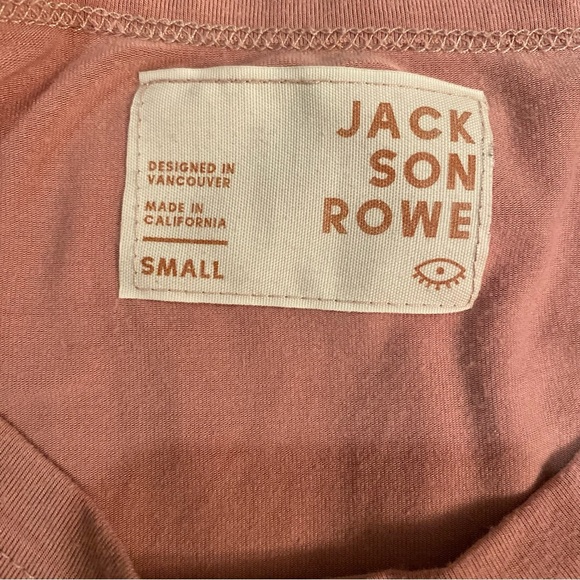 JACK
SON
ROWE
DESIGNED IN
VANCOUVER
MADE IN
CALIFORNIA
SMALL